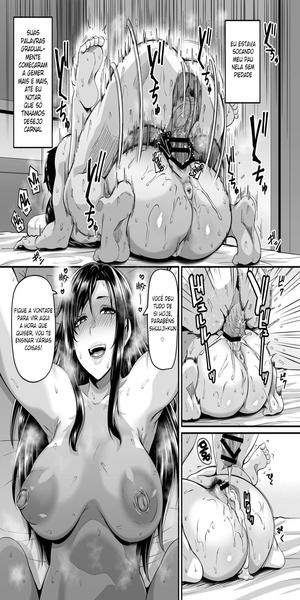 SUAS
PALAVRAS
GRADUAL-
MENTE
COMEÇARAM
A GEMER
MAIS E MAIS,
ATÉ EU
NOTAR
QUE SÓ
TÍNHAMOS
DESEJO
CARNAL
EU ESTAVA
SOCANDO
MEU PAU
NELA SEM
PIEDADE
VOCÊ DEU
TUDO DE
SI HOJE,
PARABÉNS
SHUUJI-KUN
FIQUE A VONTADE
PARA VIR AQUI
A HORA QUE
QUISER, VOU TE
ENSINAR VÁRIAS
COISAS!